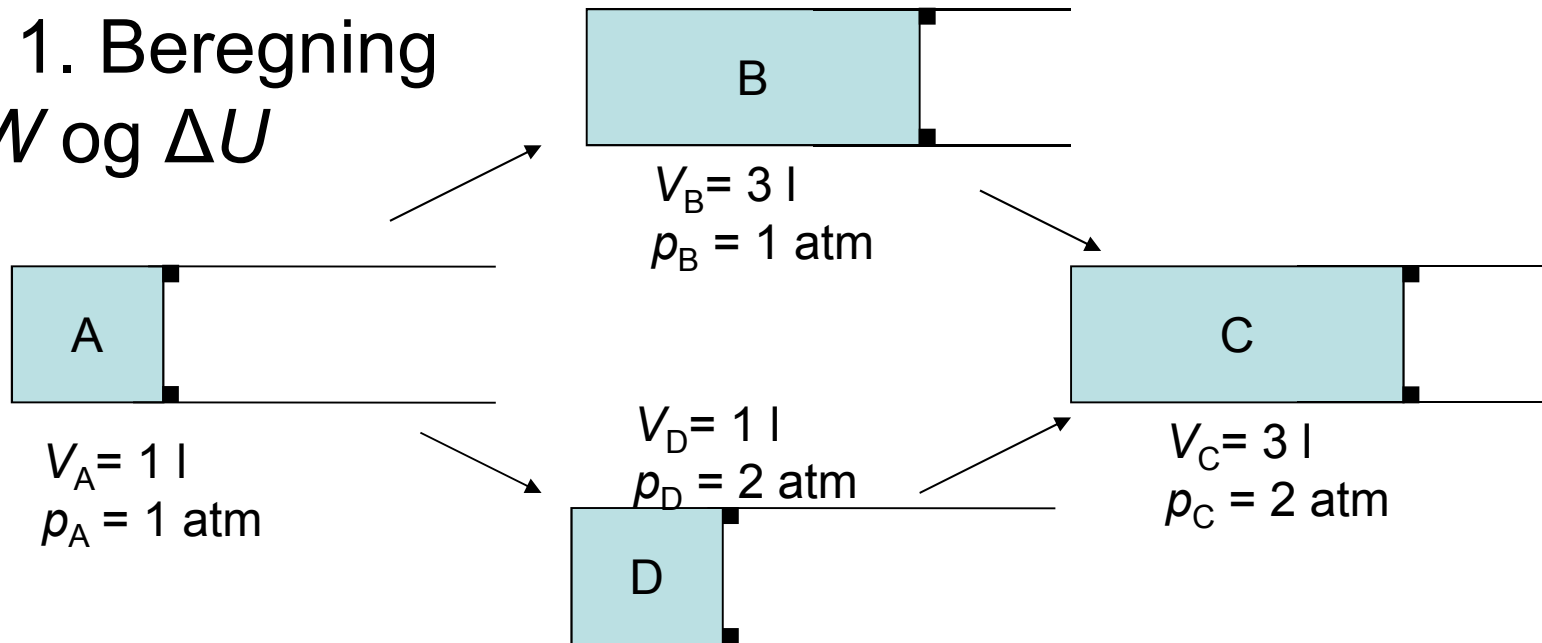 1. Beregning
W og ΔU
B
V_B= 3 l
p_B = 1 atm
A
V_A= 1 l
p_A = 1 atm
C
V_C= 3 l
p_C = 2 atm
V_D= 1 l
p_D = 2 atm
D